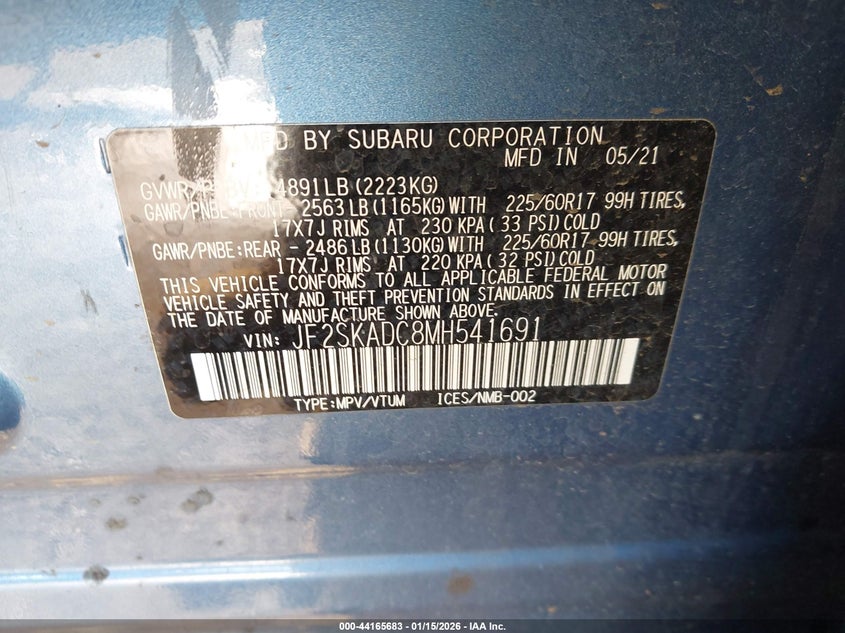 MFD BY SUBARU CORPORATION
MFD IN 05/21
4891 LB (2223KG)
GAWR/PNBE:FRONT - 2563 LB (1165KG) WITH 225/60R17 99H TIRES,
17X7J RIMS AT 230 KPA ( 33 PSI) COLD
GAWR/PNBE:REAR - 2486 LB (1130KG) WITH 225/60R17 99H TIRES,
17X7J RIMS AT 220 KPA ( 32 PSI) COLD
THIS VEHICLE CONFORMS TO ALL APPLICABLE FEDERAL MOTOR
VEHICLE SAFETY AND THEFT PREVENTION STANDARDS IN EFFECT ON
THE DATE OF MANUFACTURE SHOWN ABOVE.
VIN: JF2SKADC8MH541691
TYPE:MPV/VTUM ICES/NMB-002
000-44165683 - 01/15/2026 - IAA Inc.